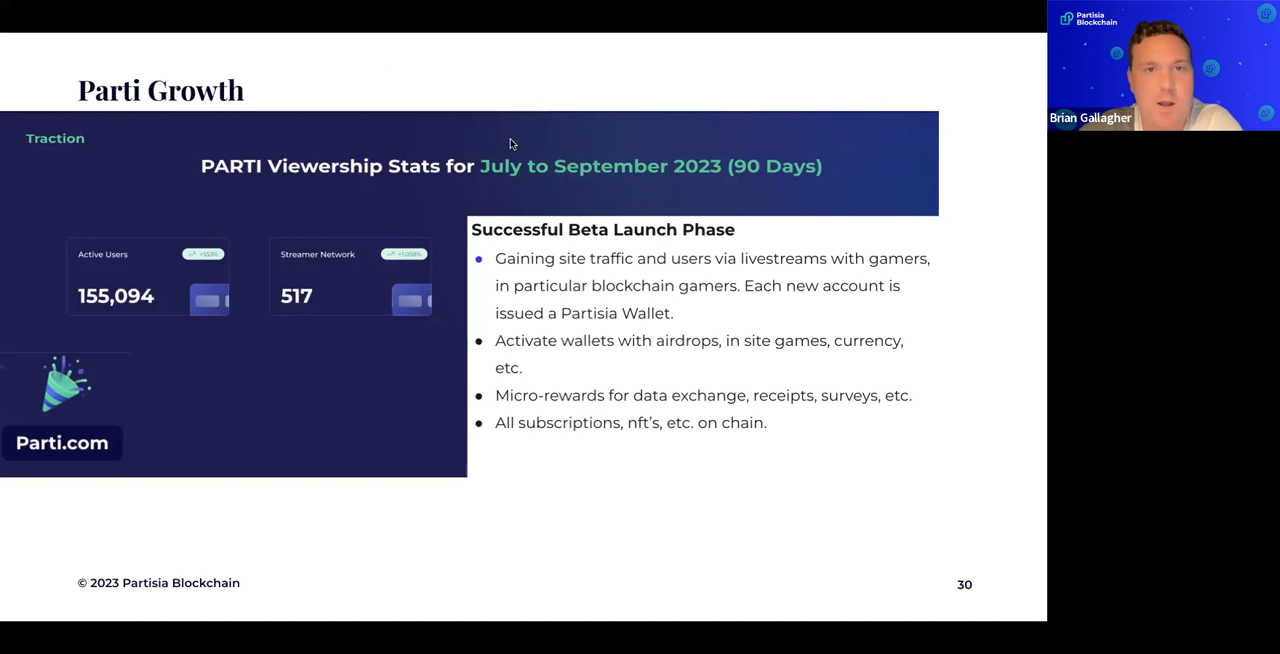 Parti Growth
Traction
PARTI Viewership Stats for July to September 2023 (90 Days)
Active Users
+553%
155,094
Streamer Network
517
Parti.com
Successful Beta Launch Phase
Gaining site traffic and users via livestreams with gamers,
in particular blockchain gamers. Each new account is
issued a Partisia Wallet.
Activate wallets with airdrops, in site games, currency,
etc.
Micro-rewards for data exchange, receipts, surveys, etc.
All subscriptions, nft's, etc. on chain.
© 2023 Partisia Blockchain
30
Partisia
Blockchain
Brian Gallagher